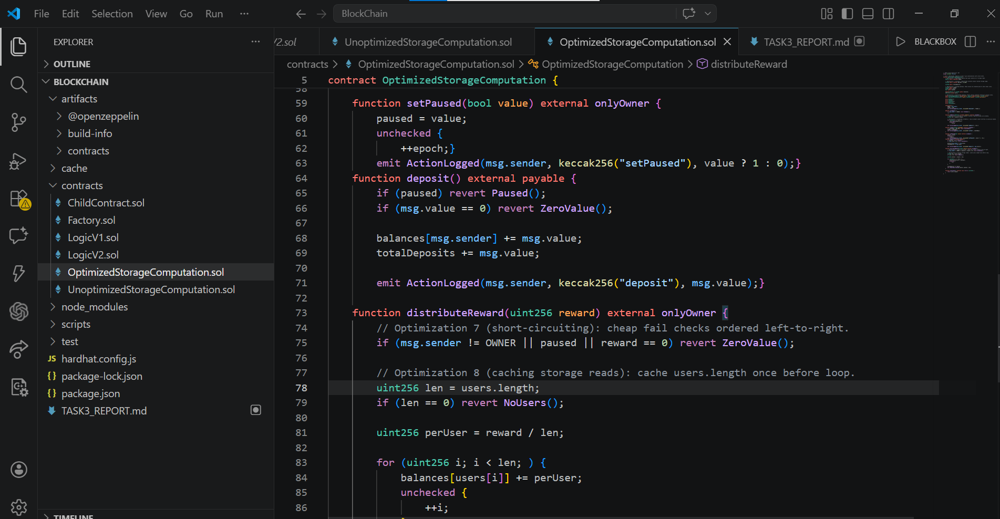 File Edit Selection View Go Run ···
BlockChain
EXPLORER ···
OUTLINE
BLOCKCHAIN
artifacts
@openzeppelin
build-info
contracts
cache
contracts
ChildContract.sol
Factory.sol
LogicV1.sol
LogicV2.sol
OptimizedStorageComputation.sol
UnoptimizedStorageComputation.sol
node_modules
scripts
test
JS hardhat.config.js
{} package-lock.json
{} package.json
TASK3_REPORT.md
TIMELINE
V2.sol UnoptimizedStorageComputation.sol OptimizedStorageComputation.sol TASK3_REPORT.md BLACKBOX ···
contracts > OptimizedStorageComputation.sol > OptimizedStorageComputation > distributeReward
5 contract OptimizedStorageComputation {
58
59 function setPaused(bool value) external onlyOwner {
60 paused = value;
61 unchecked {
62 ++epoch;}
63 emit ActionLogged(msg.sender, keccak256("setPaused"), value ? 1 : 0);}
64 function deposit() external payable {
65 if (paused) revert Paused();
66 if (msg.value == 0) revert ZeroValue();
67
68 balances[msg.sender] += msg.value;
69 totalDeposits += msg.value;
70
71 emit ActionLogged(msg.sender, keccak256("deposit"), msg.value);}
72
73 function distributeReward(uint256 reward) external onlyOwner {
74 // Optimization 7 (short-circuiting): cheap fail checks ordered left-to-right.
75 if (msg.sender != OWNER || paused || reward == 0) revert ZeroValue();
76
77 // Optimization 8 (caching storage reads): cache users.length once before loop.
78 uint256 len = users.length;
79 if (len == 0) revert NoUsers();
80
81 uint256 perUser = reward / len;
82
83 for (uint256 i; i < len; ) {
84 balances[users[i]] += perUser;
85 unchecked {
86 ++i;